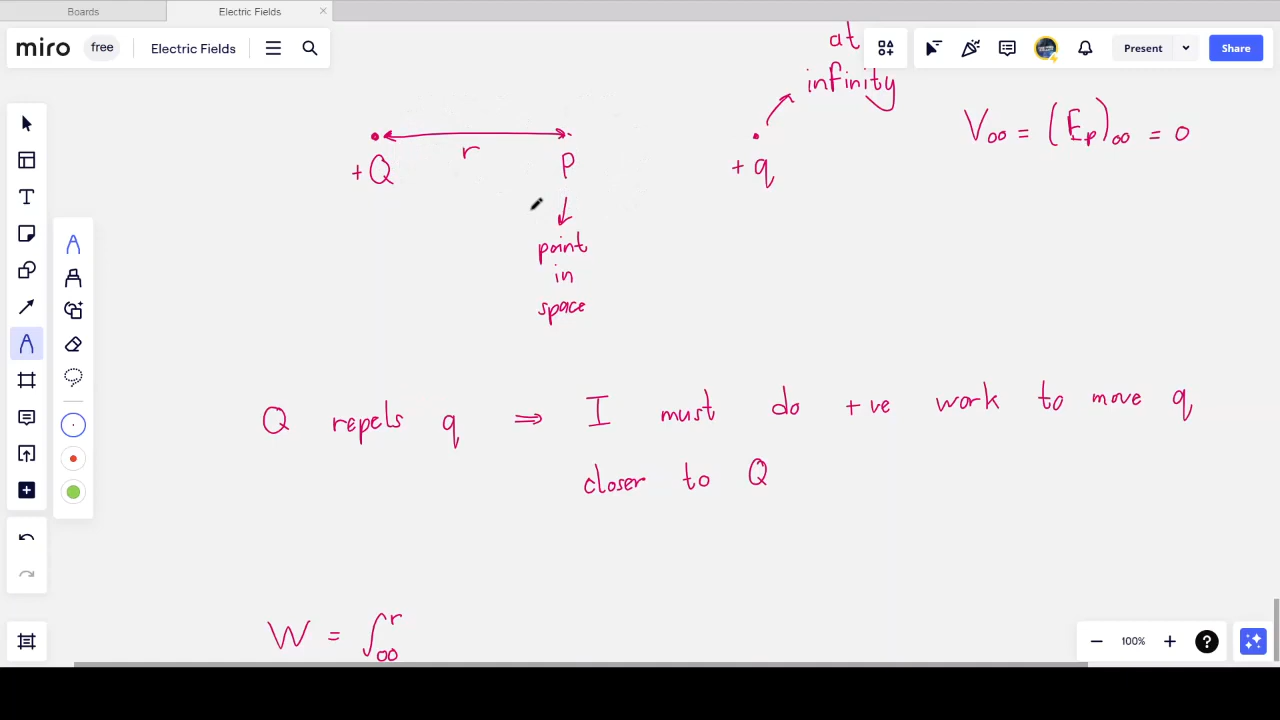 Boards
Electric Fields
miro
free
Electric Fields
Present
Share
at
infinity
+Q
r
P
+q
V∞ = (Ep)∞ = 0
point
in
space
Q repels q ⇒ I must do +ve work to move q
closer to Q
W = ∫∞^r
100%